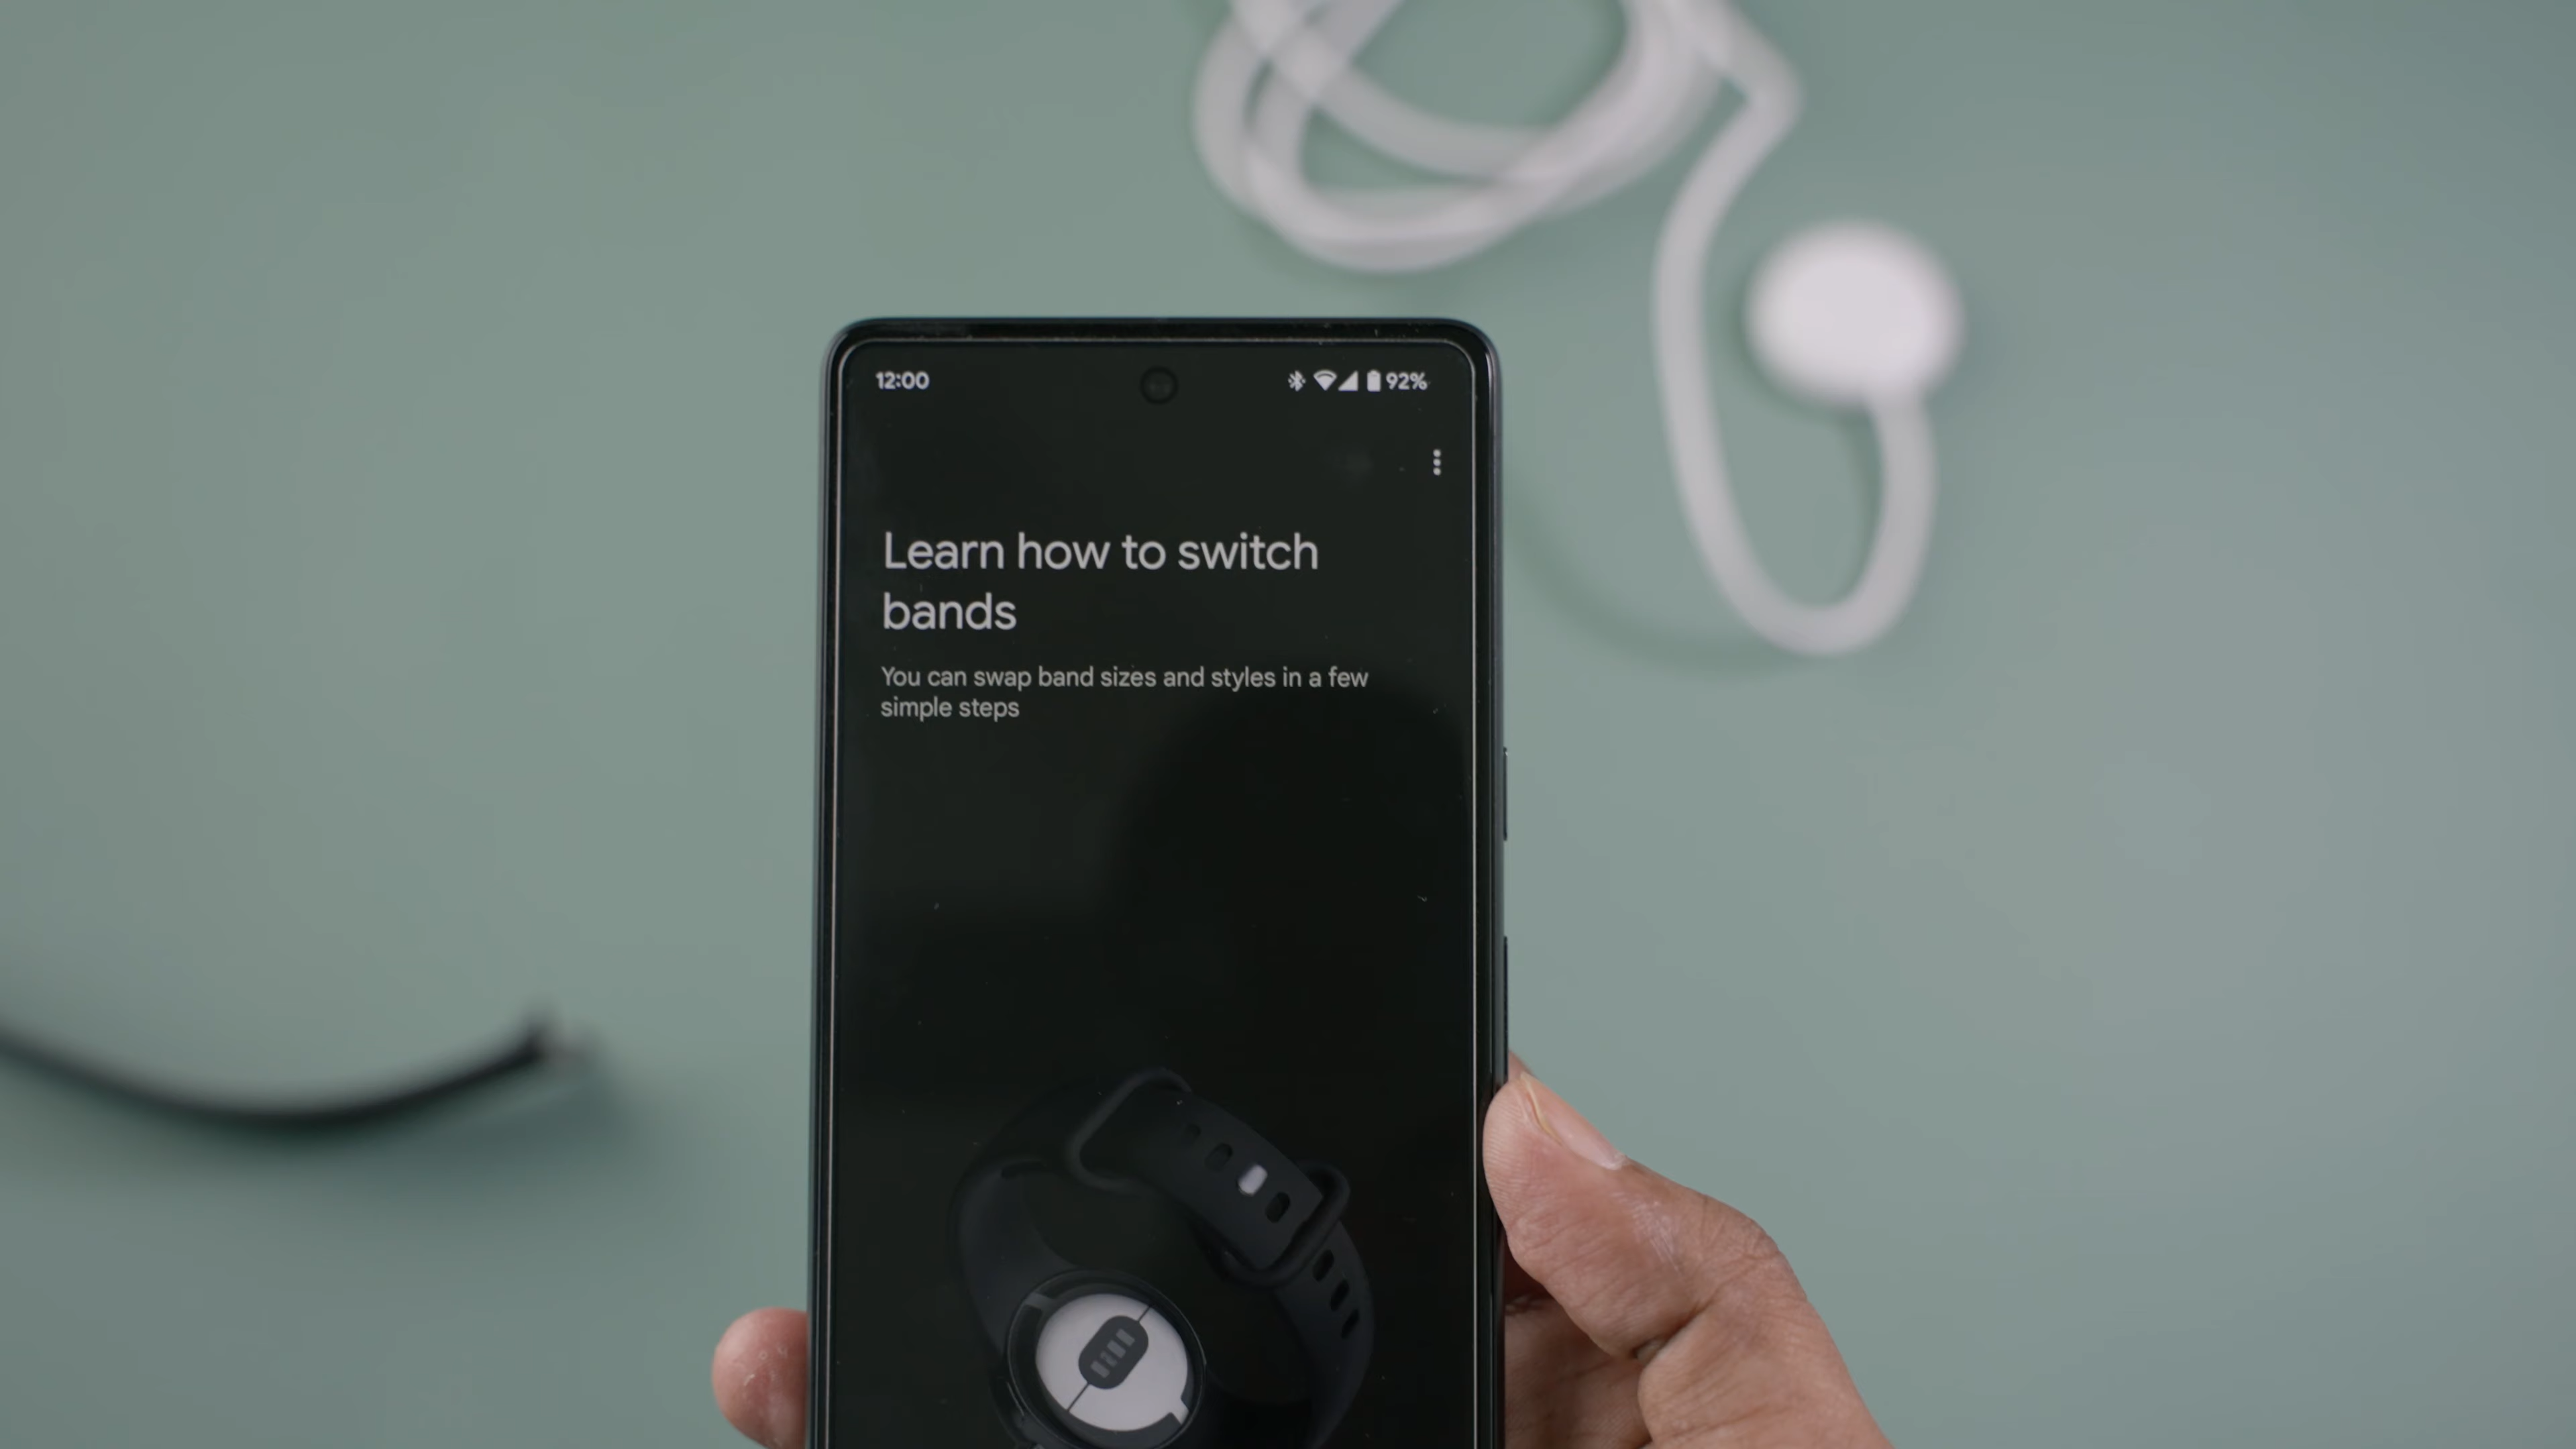 12:00
92%
Learn how to switch
bands
You can swap band sizes and styles in a few
simple steps